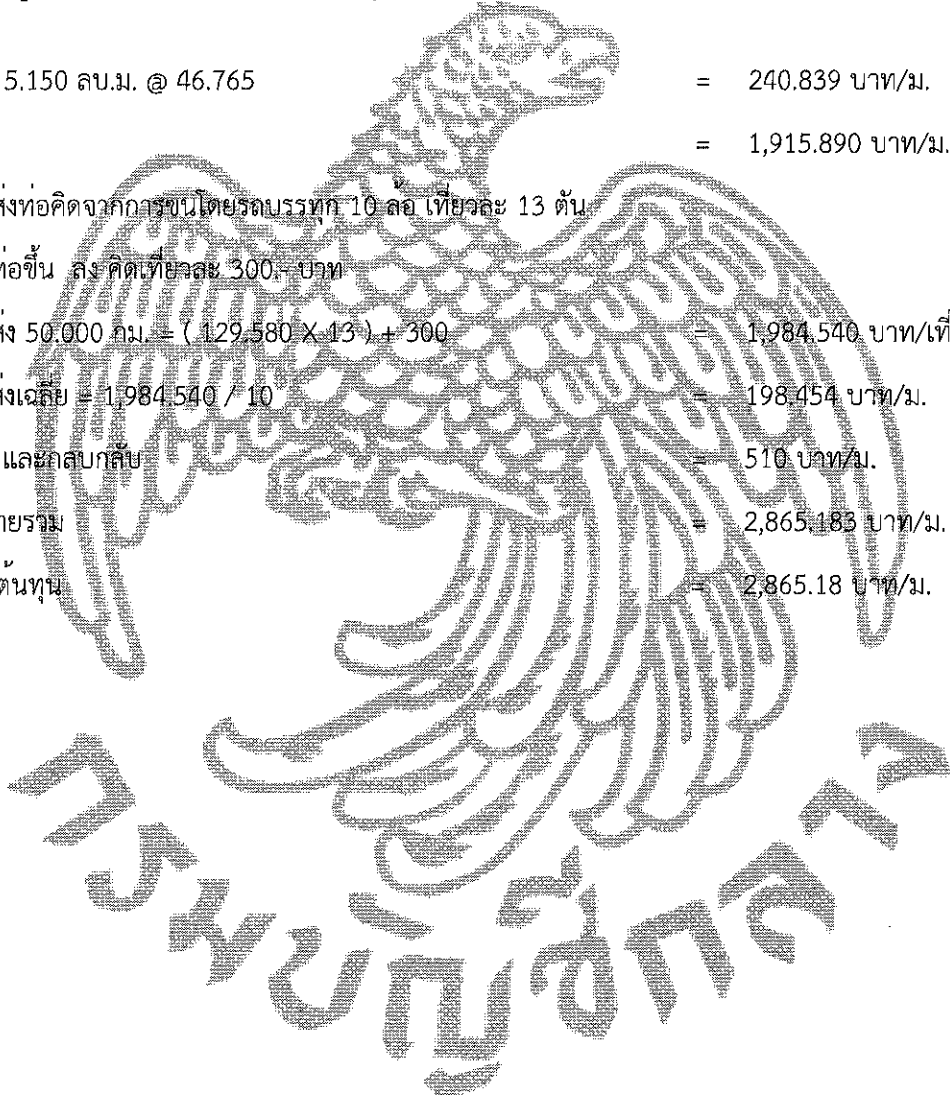 5.150 ลบ.ม. @ 46.765 = 240.839 บาท/ม.
= 1,915.890 บาท/ม.
ส่งท่อคิดจากการขนโดยรถบรรทุก 10 ล้อ เที่ยวละ 13 ตัน
ท่อขึ้น ลง คิดเที่ยวละ 300.- บาท
ส่ง 50.000 กม. = ( 129.580 X 13 ) + 300 = 1,984.540 บาท/เที่
ส่งเฉลี่ย = 1,984.540 / 10 = 198.454 บาท/ม.
และกลบกลับ = 510 บาท/ม.
รวม = 2,865.183 บาท/ม.
ต้นทุน = 2,865.18 บาท/ม.
กรมบัญชีกลาง